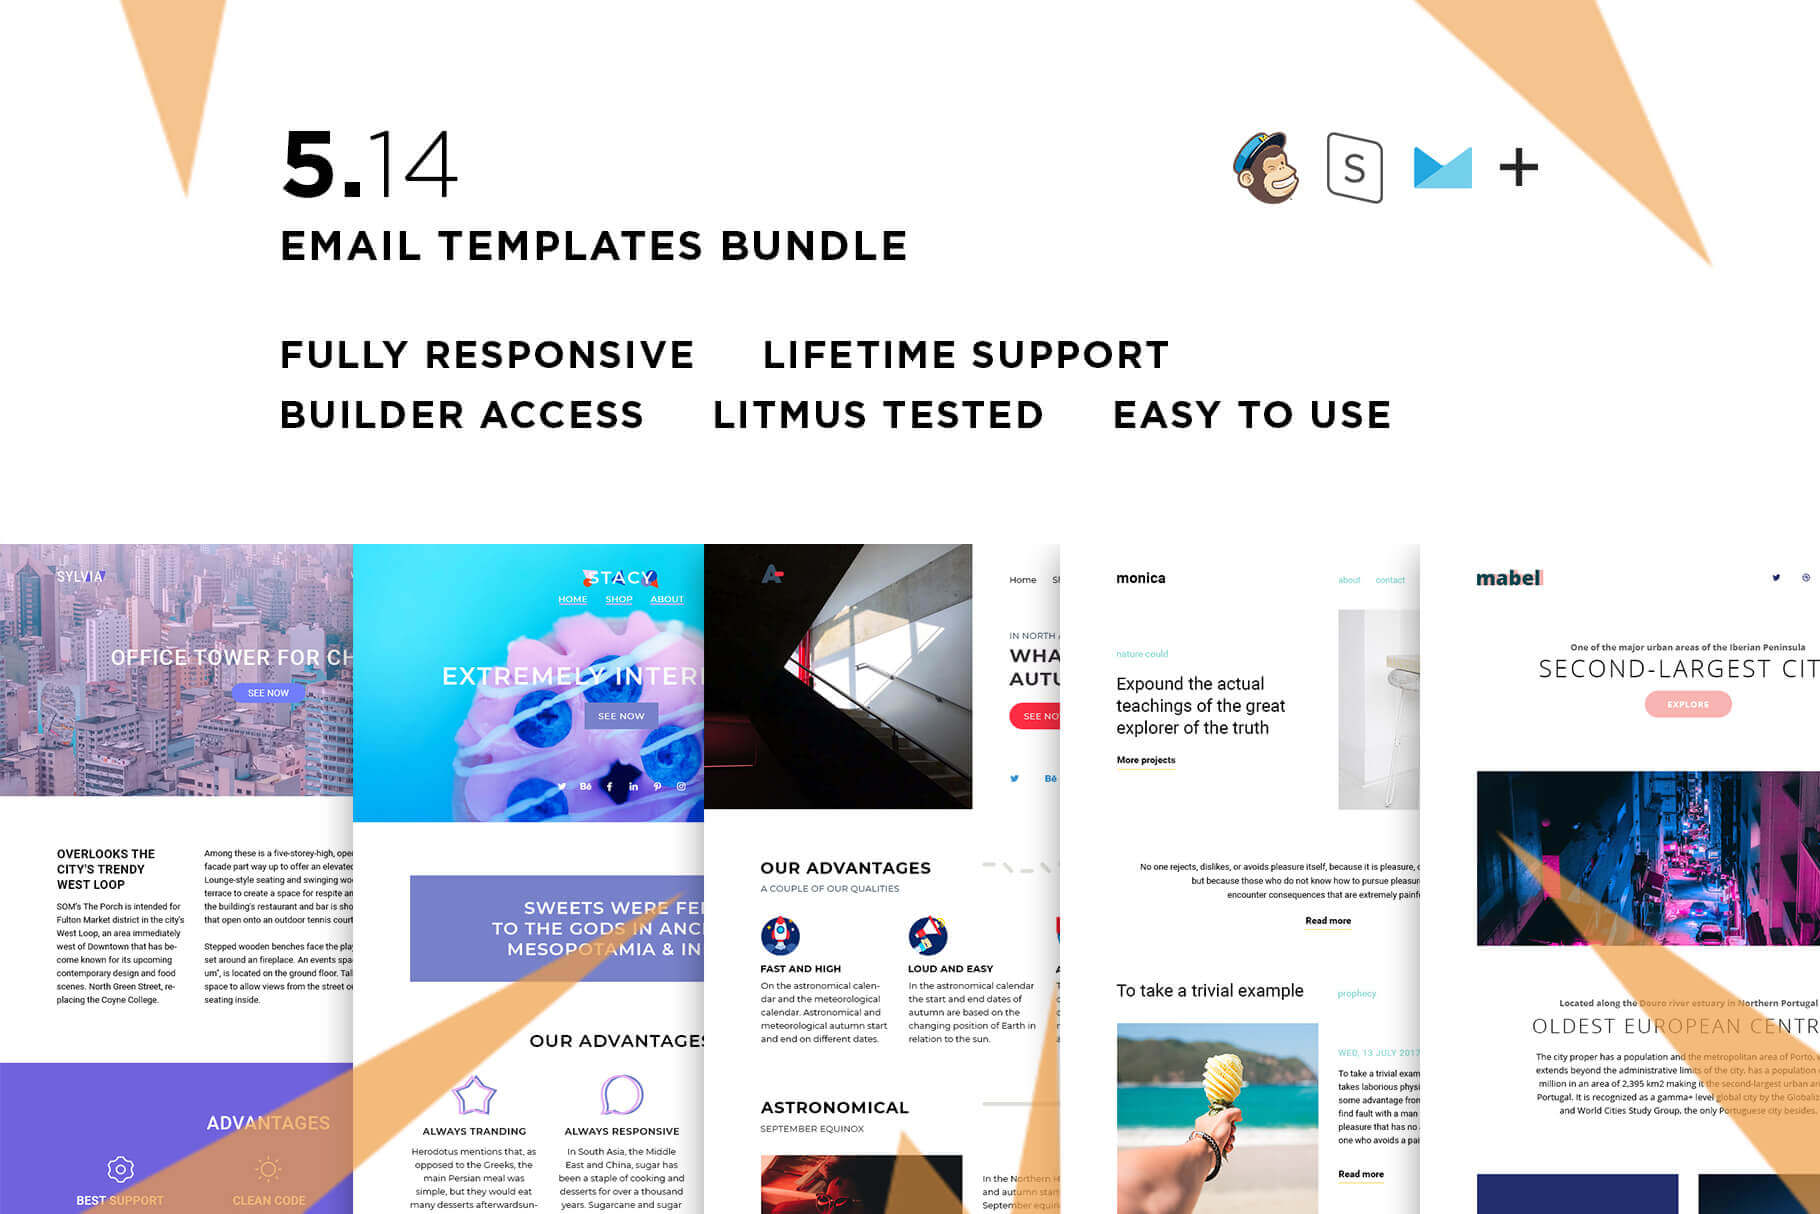 5.14
S
EMAIL TEMPLATES BUNDLE
FULLY RESPONSIVE LIFETIME SUPPORT
BUILDER ACCESS LITMUS TESTED EASY TO USE
SYLVIA
OFFICE TOWER FOR CH
SEE NOW
OVERLOOKS THE
CITY'S TRENDY
WEST LOOP
SOM's The Porch is intended for
Fulton Market district in the city's
West Loop, an area immediately
west of Downtown that has be-
come known for its upcoming
contemporary design and food
scenes. North Green Street, re-
placing the Coyne College.
Among these is a five-storey-high, open
facade part way up to offer an elevated
Lounge-style seating and swinging wo
terrace to create a space for respite an
the building's restaurant and bar is sho
that open onto an outdoor tennis court
Stepped wooden benches face the play
set around an fireplace. An events spa
um", is located on the ground floor. Tal
space to allow views from the street o
seating inside.
ADVANTAGES
BEST SUPPORT
CLEAN CODE
STACY
HOME SHOP ABOUT
EXTREMELY INTER
SEE NOW
Bē
SWEETS WERE FE
TO THE GODS IN ANC
MESOPOTAMIA & IN
OUR ADVANTAGES
ALWAYS TRANDING
Herodotus mentions that, as
opposed to the Greeks, the
main Persian meal was
simple, but they would eat
many desserts afterwardsun-
ALWAYS RESPONSIVE
In South Asia, the Middle
East and China, sugar has
been a staple of cooking and
desserts for over a thousand
years. Sugarcane and sugar
A
Home
IN NORTH
WHA
AUTU
SEE NO
Bē
OUR ADVANTAGES
A COUPLE OF OUR QUALITIES
FAST AND HIGH
On the astronomical calen-
dar and the meteorological
calendar. Astronomical and
meteorological autumn start
and end on different dates.
LOUD AND EASY
In the astronomical calendar
the start and end dates of
autumn are based on the
changing position of Earth in
relation to the sun.
ASTRONOMICAL
SEPTEMBER EQUINOX
In the Northern H
and autumn start
September equin
monica
about contact
nature could
Expound the actual
teachings of the great
explorer of the truth
More projects
No one rejects, dislikes, or avoids pleasure itself, because it is pleasure,
but because those who do not know how to pursue pleasur
encounter consequences that are extremely painf
Read more
To take a trivial example
prophecy
WED, 13 JULY 2017
To take a trivial exam
takes laborious physi
some advantage from
find fault with a man
pleasure that has no
one who avoids a pai
Read more
mabel
One of the major urban areas of the Iberian Peninsula
SECOND-LARGEST CIT
EXPLORE
Located along the Douro river estuary in Northern Portugal
OLDEST EUROPEAN CENTR
The city proper has a population and the metropolitan area of Porto,
extends beyond the administrative limits of the city, has a population
million in an area of 2,395 km2 making it the second-largest urban ar
Portugal. It is recognized as a gamma+ level global city by the Globaliz
and World Cities Study Group, the only Portuguese city besides.